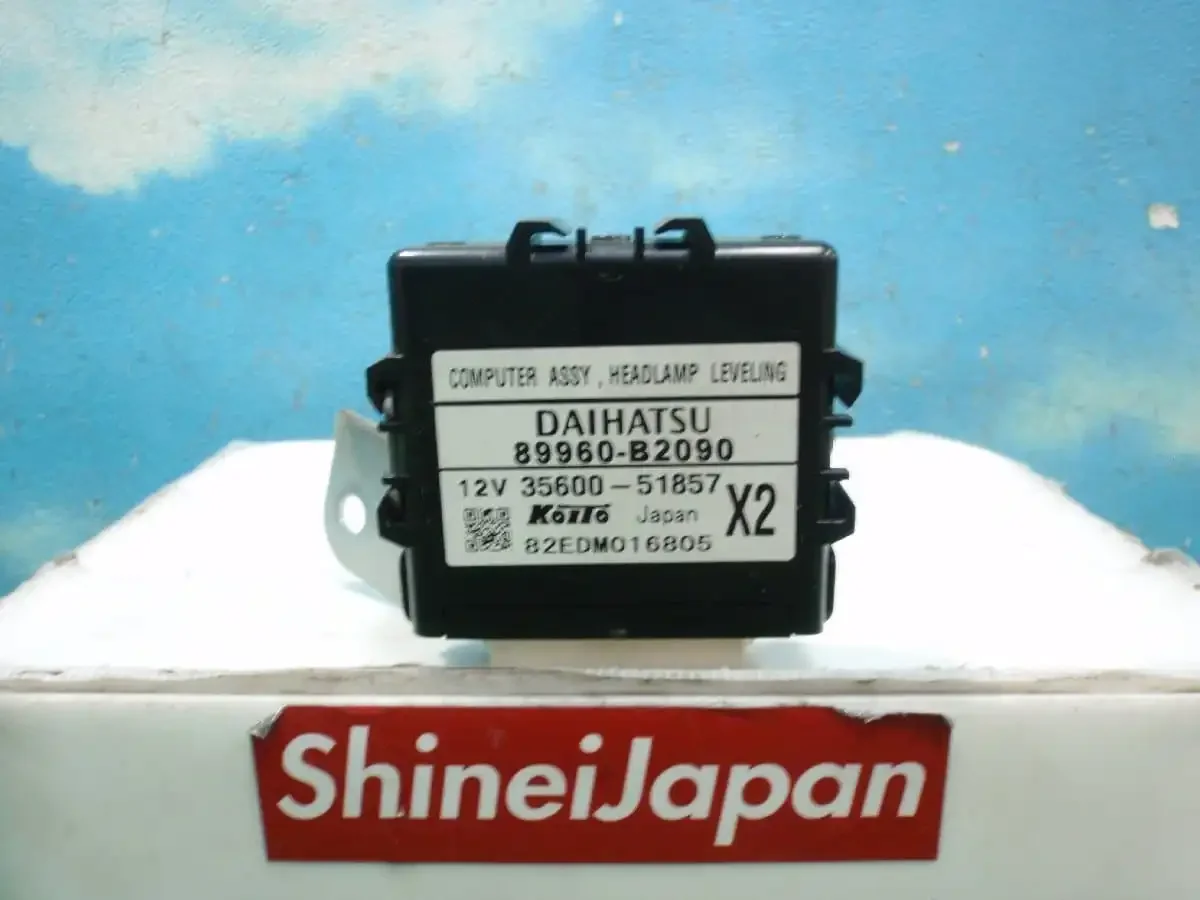 COMPUTER ASSY, HEADLAMP LEVELING
DAIHATSU
89960-B2090
12V 35600-51857
KOITO Japan X2
82EDM016805
ShineiJapan